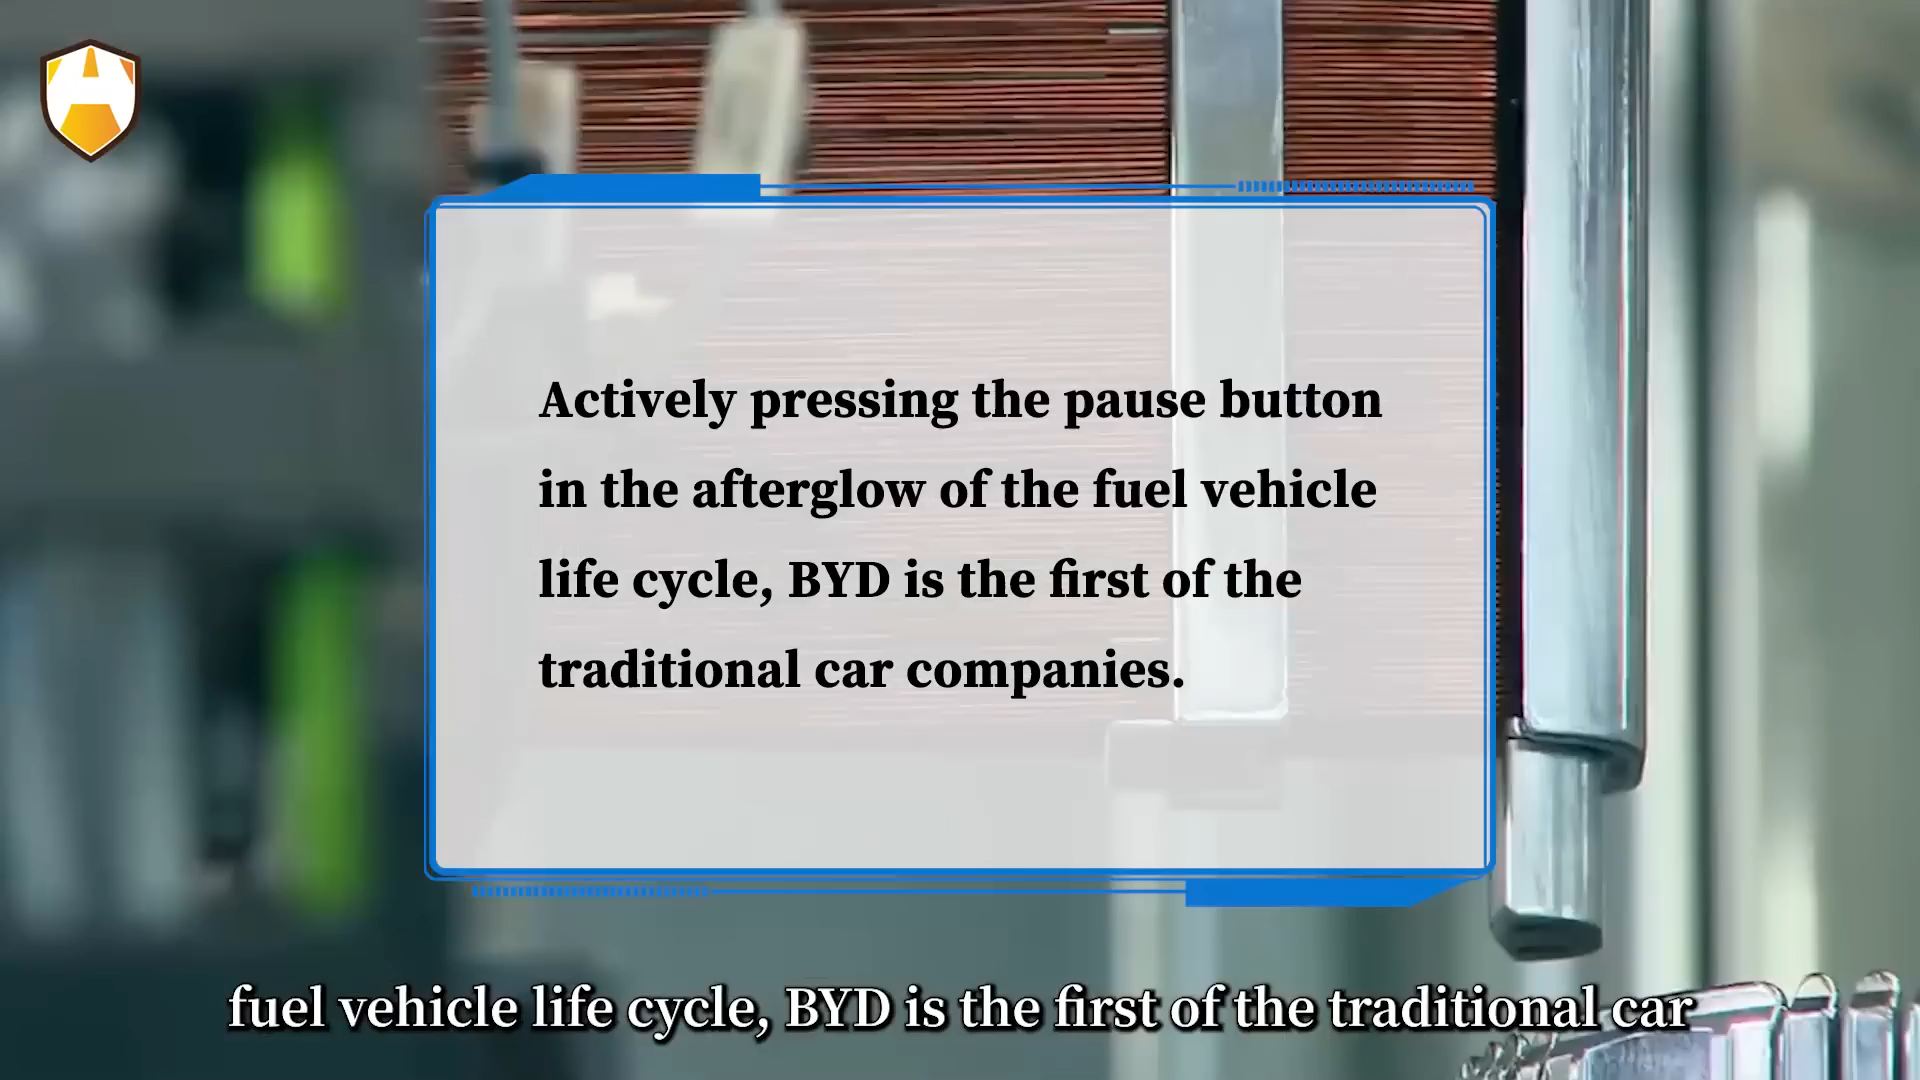 Actively pressing the pause button
in the afterglow of the fuel vehicle
life cycle, BYD is the first of the
traditional car companies.
fuel vehicle life cycle, BYD is the first of the traditional car